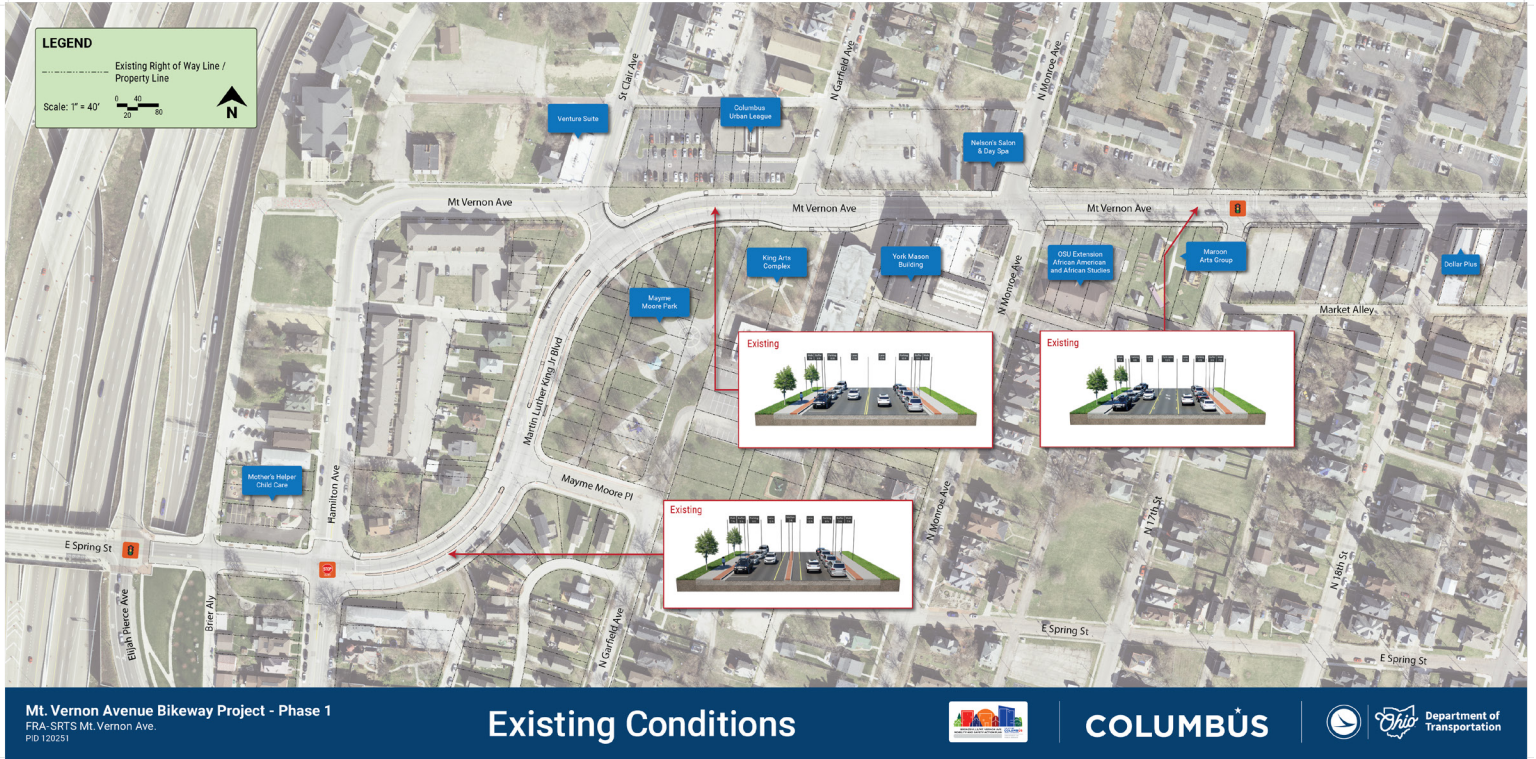 LEGEND
Existing Right of Way Line /
Property Line
Scale: 1" = 40'
0 40
20 80
N
St Clair Ave
N Garfield Ave
N Monroe Ave
Venture Suite
Columbus
Urban League
Nelson's Salon
& Day Spa
Mt Vernon Ave
Mt Vernon Ave
Mt Vernon Ave
King Arts
Complex
York Mason
Building
OSU Extension
African American
and African Studies
Maroon
Arts Group
Dollar Plus
N Monroe Ave
Mayme
Moore Park
Market Alley
Martin Luther King Jr Blvd
Existing
Existing
Mother's Helper
Child Care
Hamilton Ave
Mayme Moore Pl
Existing
N Monroe Ave
N 17th St
N 18th St
E Spring St
STOP
Elijah Pierce Ave
Brier Aly
N Garfield Ave
E Spring St
E Spring St
Mt. Vernon Avenue Bikeway Project - Phase 1
FRA-SRTS Mt. Vernon Ave.
PID 120251
Existing Conditions
COLUMBUS
COLUMBUS
Ohio
Department of
Transportation